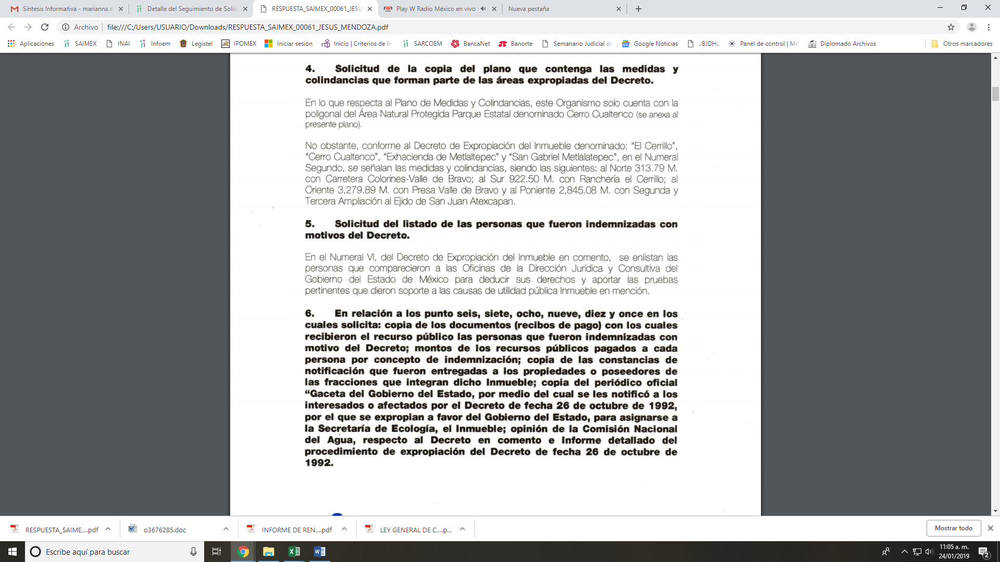 Síntesis Informativa - marianna.al
Detalle del Seguimiento de Solici
RESPUESTA_SAIMEX_00061_JESU
Play W Radio México en vivo
Nueva pestaña
Archivo
file:///C:/Users/USUARIO/Downloads/RESPUESTA_SAIMEX_00061_JESUS_MENDOZA.pdf
Aplicaciones SAIMEX INAI Infoem Legistel IPOMEX Iniciar sesión Inicio | Criterios de In SARCOEM BancaNet Banorte Semanario Judicial de Google Noticias .:BJDH:. Panel de control | Mé Diplomado Archivos Otros marcadores
4. Solicitud de la copia del plano que contenga las medidas y
colindancias que forman parte de las áreas expropiadas del Decreto.
En lo que respecta al Plano de Medidas y Colindancias, este Organismo solo cuenta con la
poligonal del Área Natural Protegida Parque Estatal denominado Cerro Cualtenco (se anexa al
presente plano).
No obstante, conforme al Decreto de Expropiación del Inmueble denominado: “El Cerrillo”,
“Cerro Cualtenco”, “Exhacienda de Metlaltepec” y “San Gabriel Metlalatepec”, en el Numeral
Segundo, se señalan las medidas y colindancias, siendo las siguientes: al Norte 313.79 M.
con Carretera Colorines-Valle de Bravo; al Sur 922.50 M. con Ranchería el Cerrillo; al
Oriente 3,279.89 M. con Presa Valle de Bravo y al Poniente 2,845.08 M. con Segunda y
Tercera Ampliación al Ejido de San Juan Atexcapan.
5. Solicitud del listado de las personas que fueron indemnizadas con
motivos del Decreto.
En el Numeral VI, del Decreto de Expropiación del Inmueble en comento, se enlistan las
personas que comparecieron a las Oficinas de la Dirección Jurídica y Consultiva del
Gobierno del Estado de México para deducir sus derechos y aportar las pruebas
pertinentes que dieron soporte a las causas de utilidad pública Inmueble en mención.
6. En relación a los punto seis, siete, ocho, nueve, diez y once en los
cuales solicita: copia de los documentos (recibos de pago) con los cuales
recibieron el recurso público las personas que fueron indemnizadas con
motivo del Decreto; montos de los recursos públicos pagados a cada
persona por concepto de indemnización; copia de las constancias de
notificación que fueron entregadas a los propiedades o poseedores de
las fracciones que integran dicho Inmueble; copia del periódico oficial
“Gaceta del Gobierno del Estado, por medio del cual se les notificó a los
interesados o afectados por el Decreto de fecha 26 de octubre de 1992,
por el que se expropian a favor del Gobierno del Estado, para asignarse a
la Secretaría de Ecología, el Inmueble; opinión de la Comisión Nacional
del Agua, respecto al Decreto en comento e Informe detallado del
procedimiento de expropiación del Decreto de fecha 26 de octubre de
1992.
RESPUESTA_SAIME....pdf
o3676285.doc
INFORME DE REN....pdf
LEY GENERAL DE C....p...
Mostrar todo
Escribe aquí para buscar
11:05 a. m.
24/01/2019
2